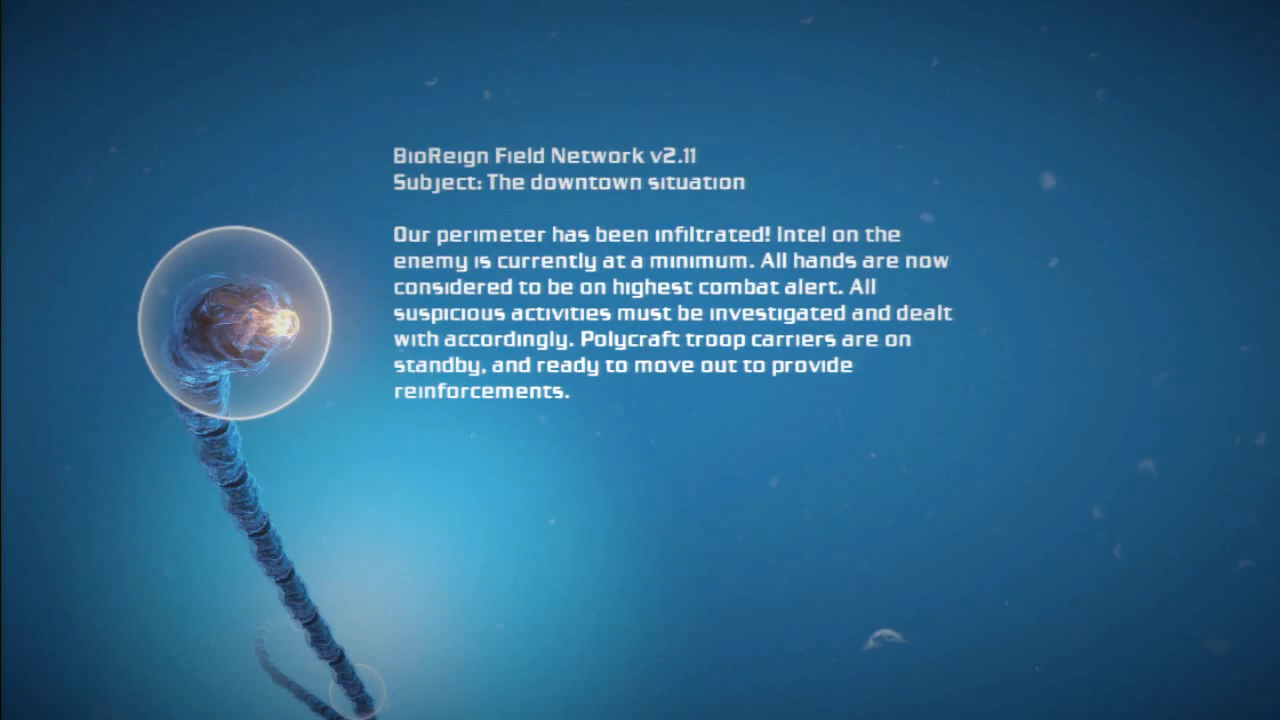 BioReign Field Network v2.11
Subject: The downtown situation
Our perimeter has been infiltrated! Intel on the
enemy is currently at a minimum. All hands are now
considered to be on highest combat alert. All
suspicious activities must be investigated and dealt
with accordingly. Polycraft troop carriers are on
standby, and ready to move out to provide
reinforcements.